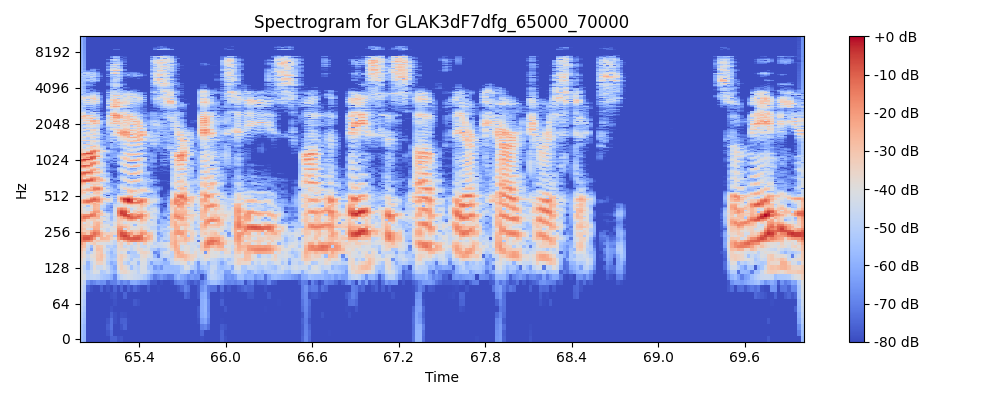 Spectrogram for GLAK3dF7dfg_65000_70000
Hz
8192
4096
2048
1024
512
256
128
64
0
65.4 66.0 66.6 67.2 67.8 68.4 69.0 69.6
Time
+0 dB
-10 dB
-20 dB
-30 dB
-40 dB
-50 dB
-60 dB
-70 dB
-80 dB